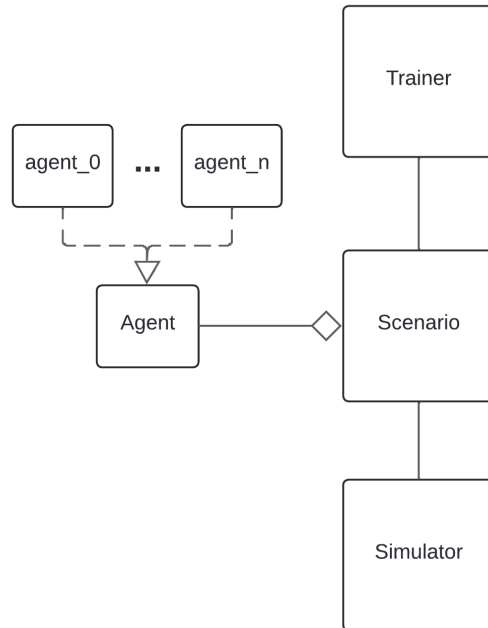 Trainer
agent_0 ... agent_n
Agent
Scenario
Simulator